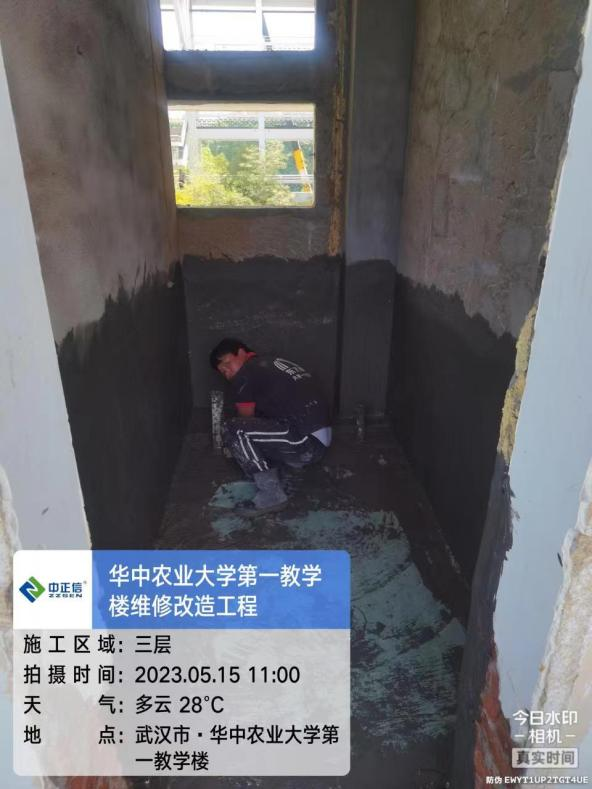 中正信®
ZZSEN
华中农业大学第一教学
楼维修改造工程
施工区域：三层
拍摄时间：2023.05.15 11:00
天气：多云 28℃
地点：武汉市·华中农业大学第
一教学楼
今日水印
-相机-
真实时间
防伪 EWYT1UP2TGT4UE